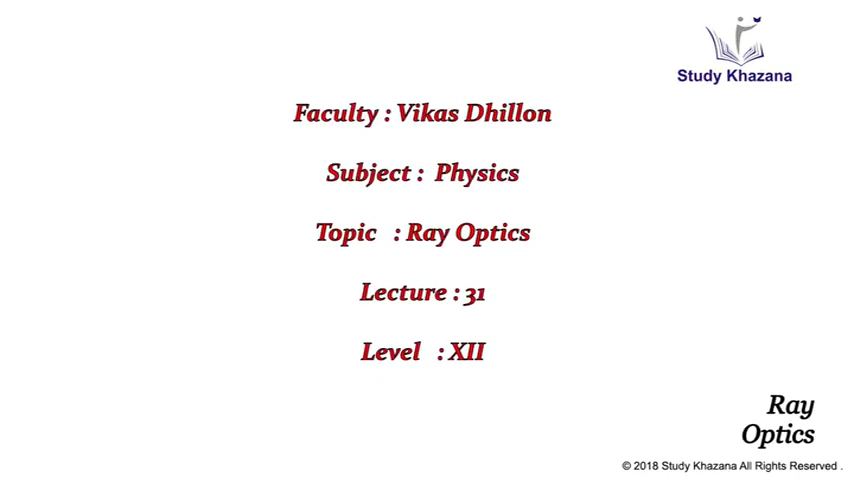 Study Khazana
Faculty : Vikas Dhillon
Subject : Physics
Topic : Ray Optics
Lecture : 31
Level : XII
Ray
Optics
© 2018 Study Khazana All Rights Reserved .